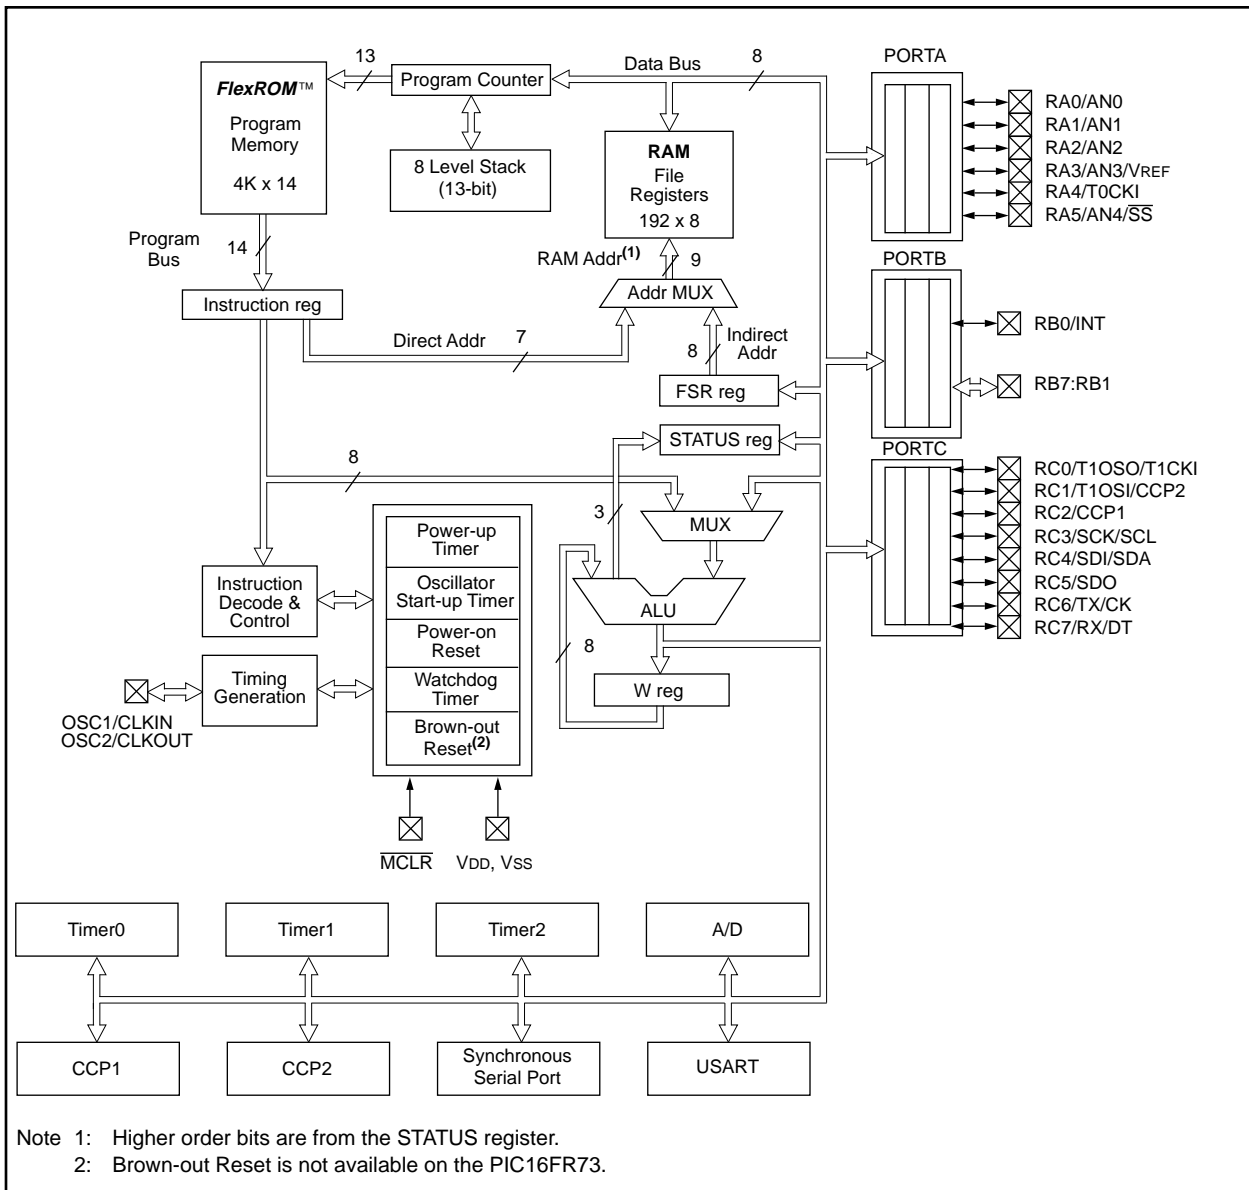 13
Data Bus
8
PORTA
FlexROM™
Program
Memory
4K x 14
Program Counter
8 Level Stack
(13-bit)
RAM
File
Registers
192 x 8
RA0/AN0
RA1/AN1
RA2/AN2
RA3/AN3/VREF
RA4/T0CKI
RA5/AN4/SS
Program
Bus
14
RAM Addr(1)
9
PORTB
Instruction reg
Addr MUX
RB0/INT
Direct Addr
7
8
Indirect
Addr
FSR reg
RB7:RB1
STATUS reg
PORTC
8
RC0/T1OSO/T1CKI
RC1/T1OSI/CCP2
RC2/CCP1
RC3/SCK/SCL
RC4/SDI/SDA
RC5/SDO
RC6/TX/CK
RC7/RX/DT
3
MUX
Power-up
Timer
Oscillator
Start-up Timer
Power-on
Reset
Watchdog
Timer
Brown-out
Reset(2)
Instruction
Decode &
Control
ALU
8
W reg
Timing
Generation
OSC1/CLKIN
OSC2/CLKOUT
MCLR
VDD, VSS
Timer0
Timer1
Timer2
A/D
CCP1
CCP2
Synchronous
Serial Port
USART
Note 1: Higher order bits are from the STATUS register.
2: Brown-out Reset is not available on the PIC16FR73.